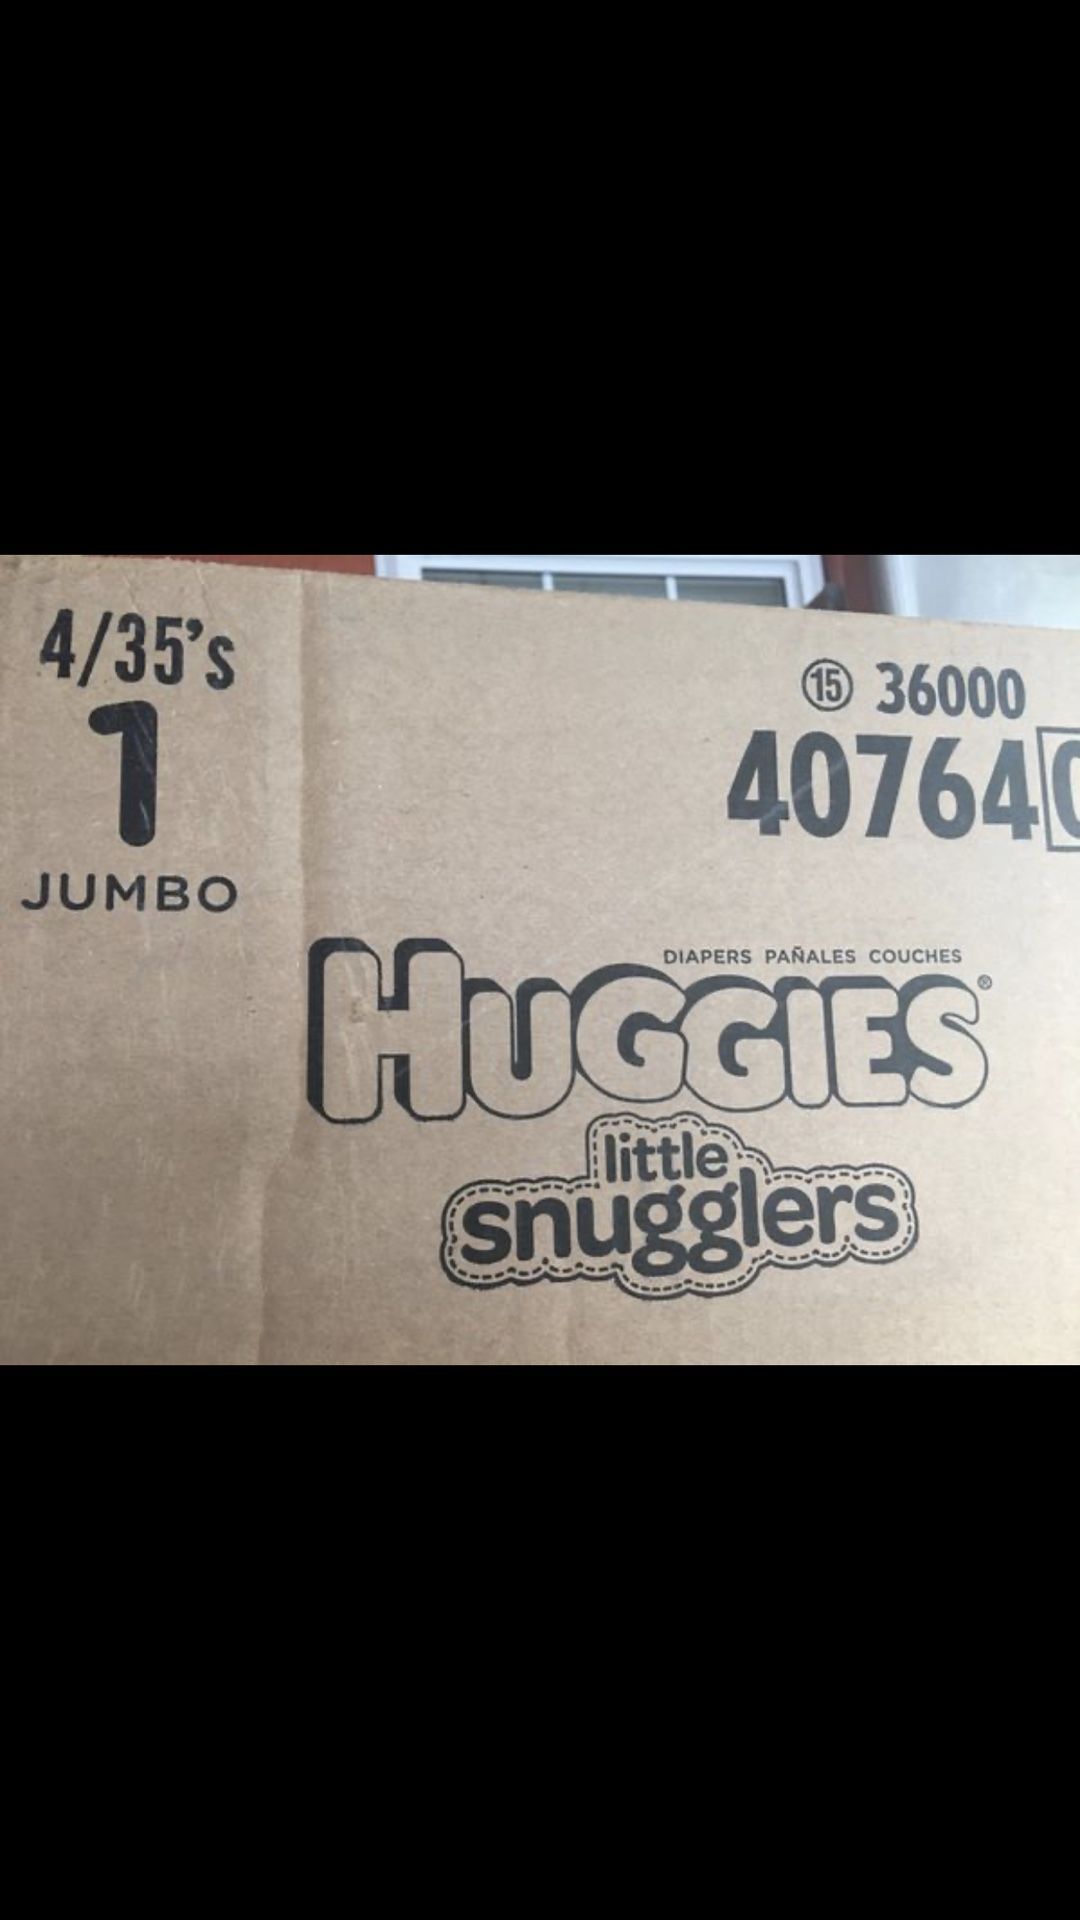 4/35's
1
JUMBO
⑮ 36000
40764
DIAPERS PAÑALES COUCHES
HUGGIES®
little
snugglers